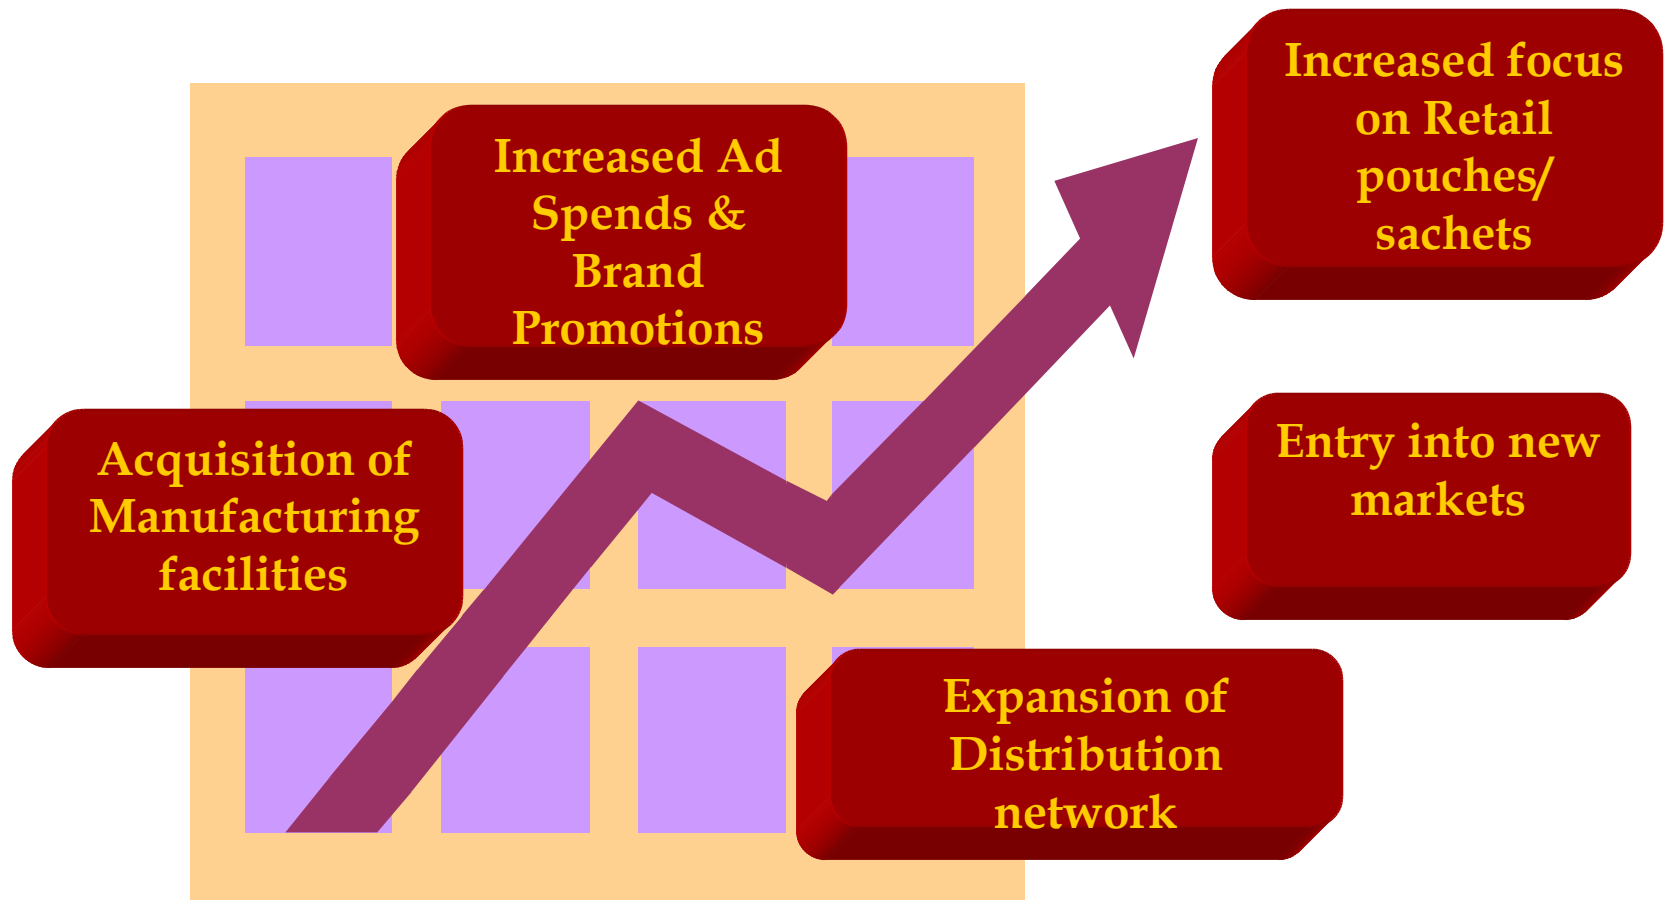 Increased Ad
Spends &
Brand
Promotions
Increased focus
on Retail
pouches/
sachets
Acquisition of
Manufacturing
facilities
Entry into new
markets
Expansion of
Distribution
network